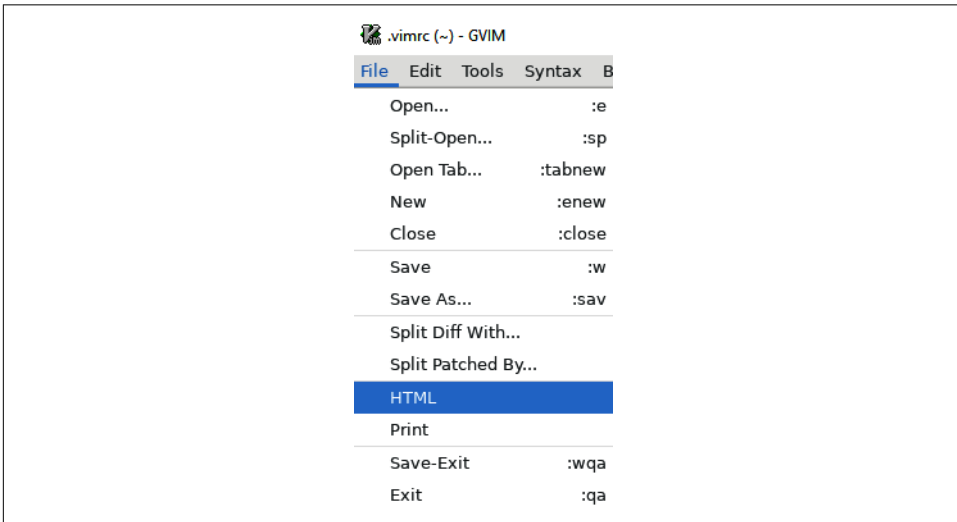 .vimrc (~) - GVIM
File Edit Tools Syntax B
Open... :e
Split-Open... :sp
Open Tab... :tabnew
New :enew
Close :close
Save :w
Save As... :sav
Split Diff With...
Split Patched By...
HTML
Print
Save-Exit :wqa
Exit :qa